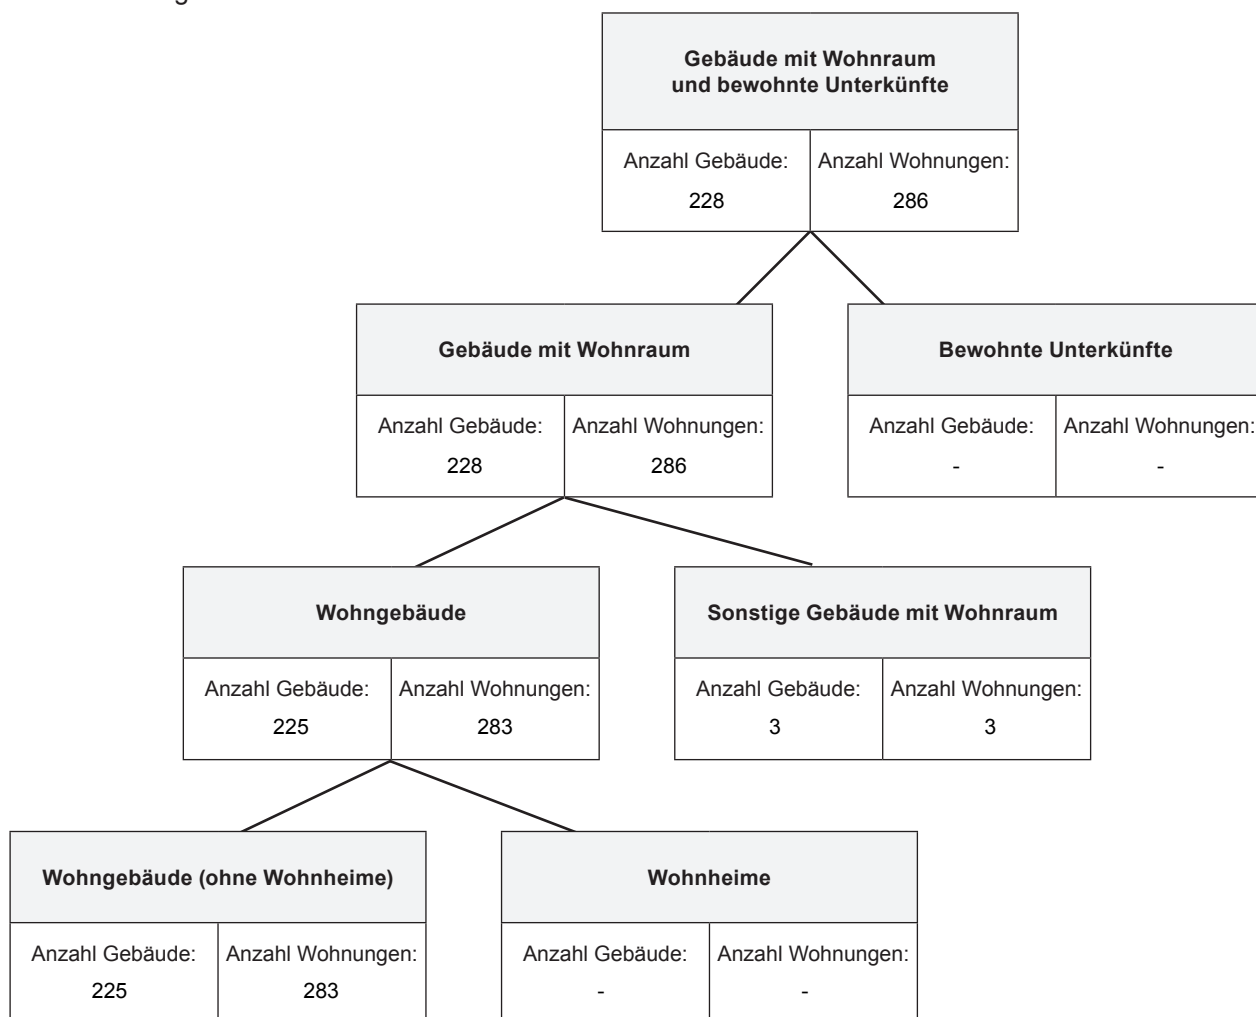 Gebäude mit Wohnraum
und bewohnte Unterkünfte
Anzahl Gebäude: Anzahl Wohnungen:
228 286
Gebäude mit Wohnraum Bewohnte Unterkünfte
Anzahl Gebäude: Anzahl Wohnungen: Anzahl Gebäude: Anzahl Wohnungen:
228 286 - -
Wohngebäude Sonstige Gebäude mit Wohnraum
Anzahl Gebäude: Anzahl Wohnungen: Anzahl Gebäude: Anzahl Wohnungen:
225 283 3 3
Wohngebäude (ohne Wohnheime) Wohnheime
Anzahl Gebäude: Anzahl Wohnungen: Anzahl Gebäude: Anzahl Wohnungen:
225 283 - -